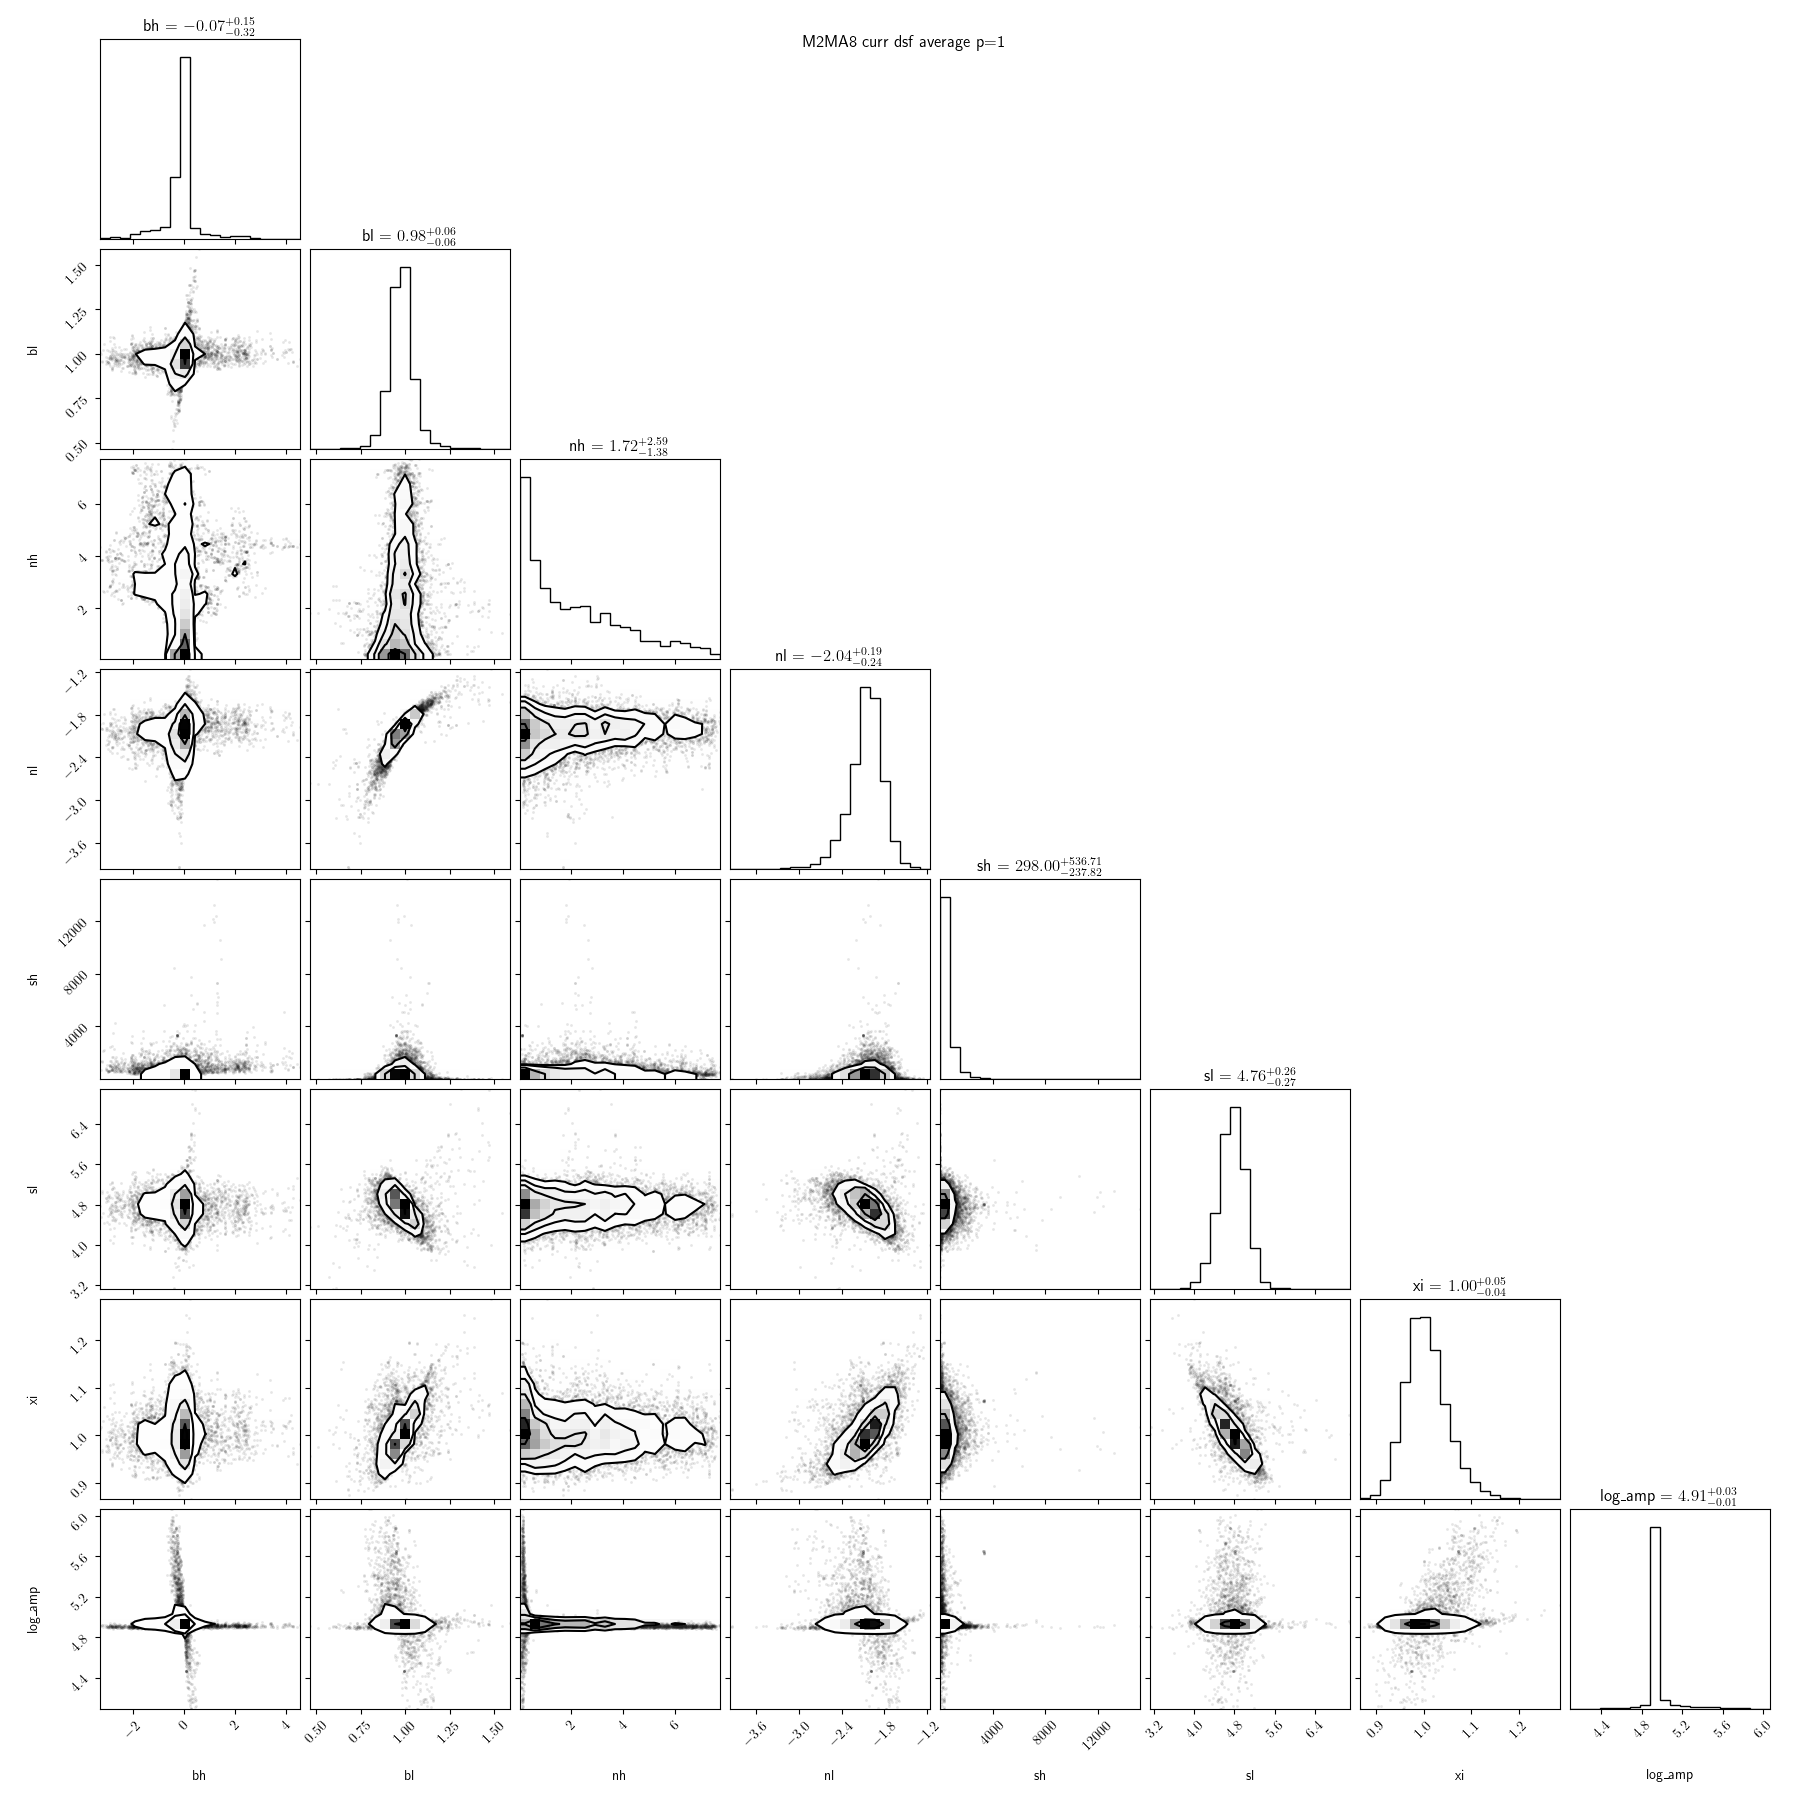 M2MA8 curr dsf average p=1
bh = −0.07 +0.15 −0.32
bl = 0.98 +0.06 −0.06
nh = 1.72 +2.59 −1.38
nl = −2.04 +0.19 −0.24
sh = 298.00 +536.71 −237.82
sl = 4.76 +0.26 −0.27
xi = 1.00 +0.05 −0.04
log_amp = 4.91 +0.03 −0.01
bl
1.50
1.25
1.00
0.75
0.50
nh
6
4
2
nl
−1.2
−1.8
−2.4
−3.0
−3.6
sh
12000
8000
4000
sl
6.4
5.6
4.8
4.0
3.2
xi
1.2
1.1
1.0
0.9
log_amp
6.0
5.6
5.2
4.8
4.4
−2 0 2 4
0.50 0.75 1.00 1.25 1.50
2 4 6
−3.6 −3.0 −2.4 −1.8 −1.2
4000 8000 12000
3.2 4.0 4.8 5.6 6.4
0.9 1.0 1.1 1.2
4.4 4.8 5.2 5.6 6.0
bh bl nh nl sh sl xi log_amp